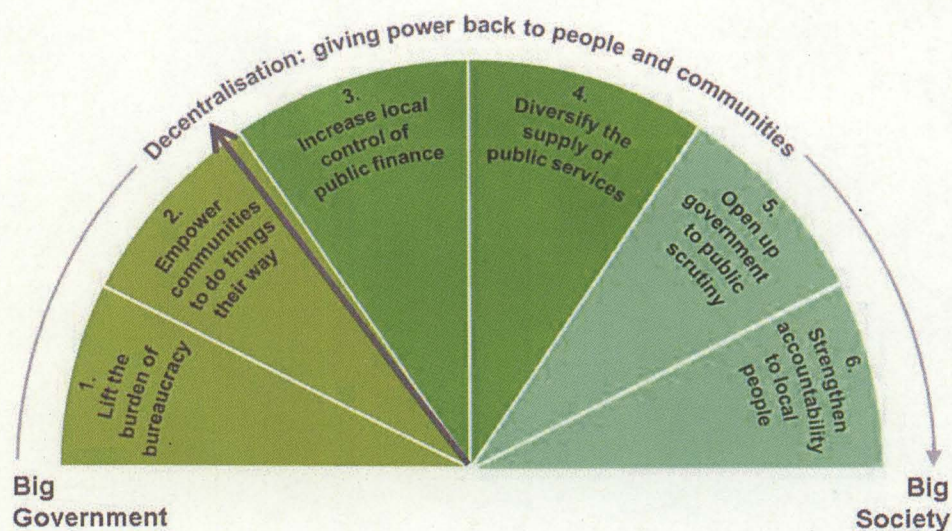 Decentralisation: giving power back to people and communities
1.
Lift the
burden of
bureaucracy
2.
Empower
communities
to do things
their way
3.
Increase local
control of
public finance
4.
Diversify the
supply of
public services
5.
Open up
government
to public
scrutiny
6.
Strengthen
accountability
to local
people
Big
Government
Big
Society